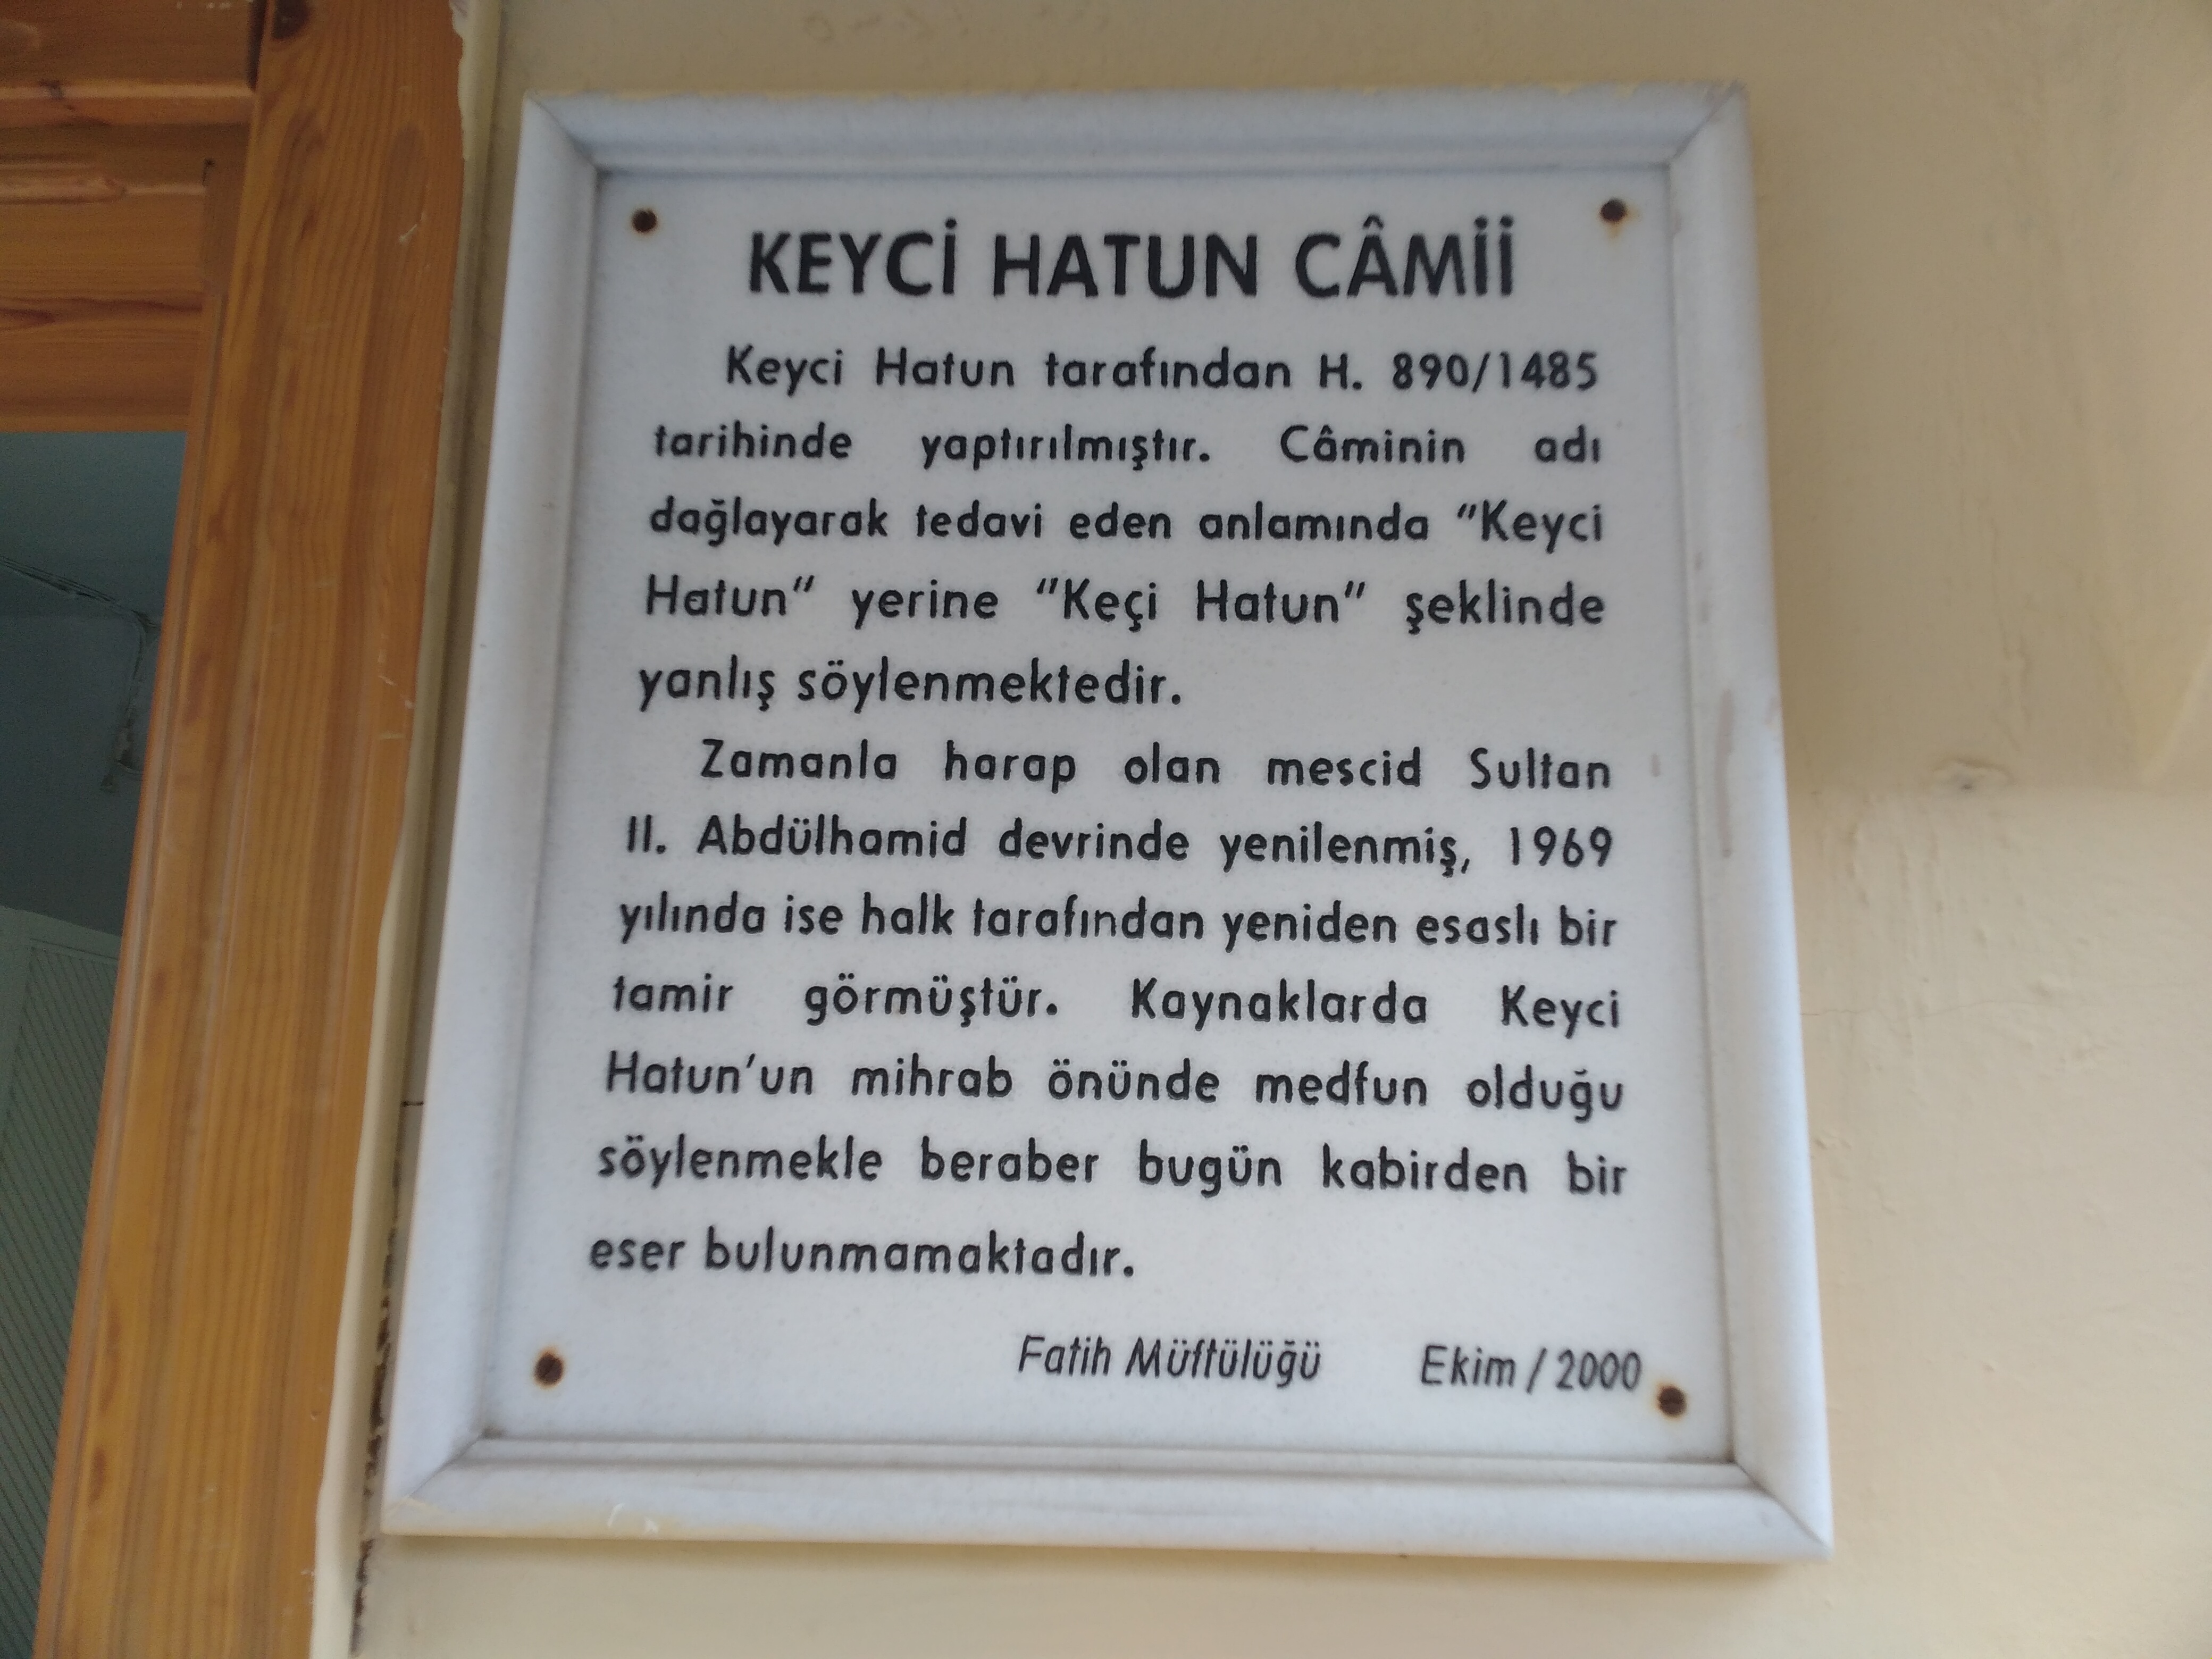 KEYCİ HATUN CÂMİİ
Keyci Hatun tarafından H. 890/1485
tarihinde yaptırılmıştır. Câminin adı
dağlayarak tedavi eden anlamında "Keyci
Hatun" yerine "Keçi Hatun" şeklinde
yanlış söylenmektedir.
Zamanla harap olan mescid Sultan
II. Abdülhamid devrinde yenilenmiş, 1969
yılında ise halk tarafından yeniden esaslı bir
tamir görmüştür. Kaynaklarda Keyci
Hatun'un mihrab önünde medfun olduğu
söylenmekle beraber bugün kabirden bir
eser bulunmamaktadır.
Fatih Müftülüğü Ekim / 2000